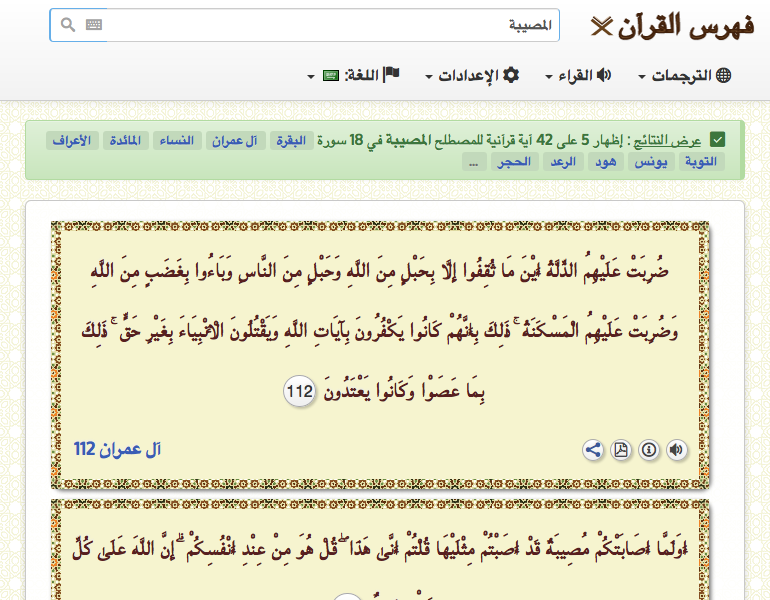 فهرس القرآن
المصيبة
الترجمات
القراء
الإعدادات
اللغة:
عرض النتائج : إظهار 5 على 42 آية قرآنية للمصطلح المصيبة في 18 سورة البقرة آل عمران النساء المائدة الأعراف
التوبة يونس هود الرعد الحجر ...
ضُرِبَتْ عَلَيْهِمُ الذِّلَّةُ أَيْنَ مَا ثُقِفُوا إِلَّا بِحَبْلٍ مِنَ اللَّهِ وَحَبْلٍ مِنَ النَّاسِ وَبَاءُوا بِغَضَبٍ مِنَ اللَّهِ
وَضُرِبَتْ عَلَيْهِمُ الْمَسْكَنَةُ ۚ ذَٰلِكَ بِأَنَّهُمْ كَانُوا يَكْفُرُونَ بِآيَاتِ اللَّهِ وَيَقْتُلُونَ الْأَنْبِيَاءَ بِغَيْرِ حَقٍّ ۚ ذَٰلِكَ
بِمَا عَصَوْا وَكَانُوا يَعْتَدُونَ 112
آل عمران 112
أَوَلَمَّا أَصَابَتْكُمْ مُصِيبَةٌ قَدْ أَصَبْتُمْ مِثْلَيْهَا قُلْتُمْ أَنَّىٰ هَٰذَا ۖ قُلْ هُوَ مِنْ عِنْدِ أَنْفُسِكُمْ ۗ إِنَّ اللَّهَ عَلَىٰ كُلِّ